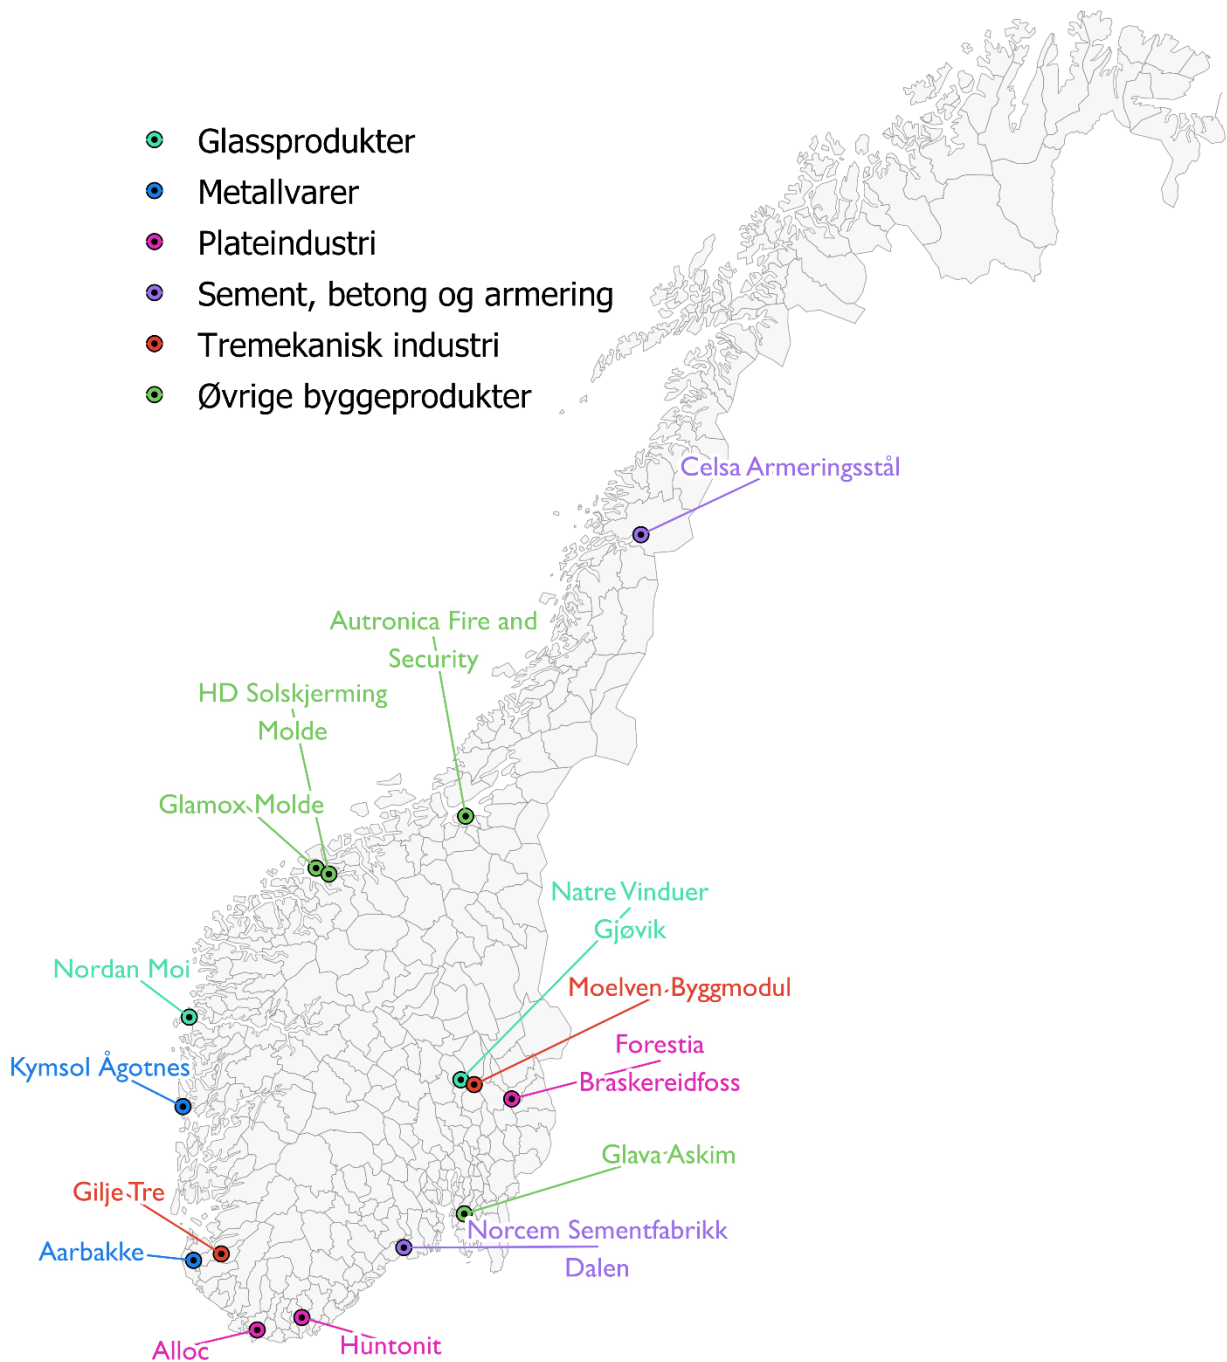 Glassprodukter
Metallvarer
Plateindustri
Sement, betong og armering
Tremekanisk industri
Øvrige byggeprodukter
Celsa Armeringsstål
Autronica Fire and
Security
HD Solskjerming
Molde
Glamox Molde
Natre Vinduer
Gjøvik
Nordan Moi
Moelven Byggmodul
Forestia
Braskereidfoss
Kymsol Ågotnes
Glava Askim
Gilje Tre
Norcem Sementfabrikk
Dalen
Aarbakke
Huntonit
Alloc